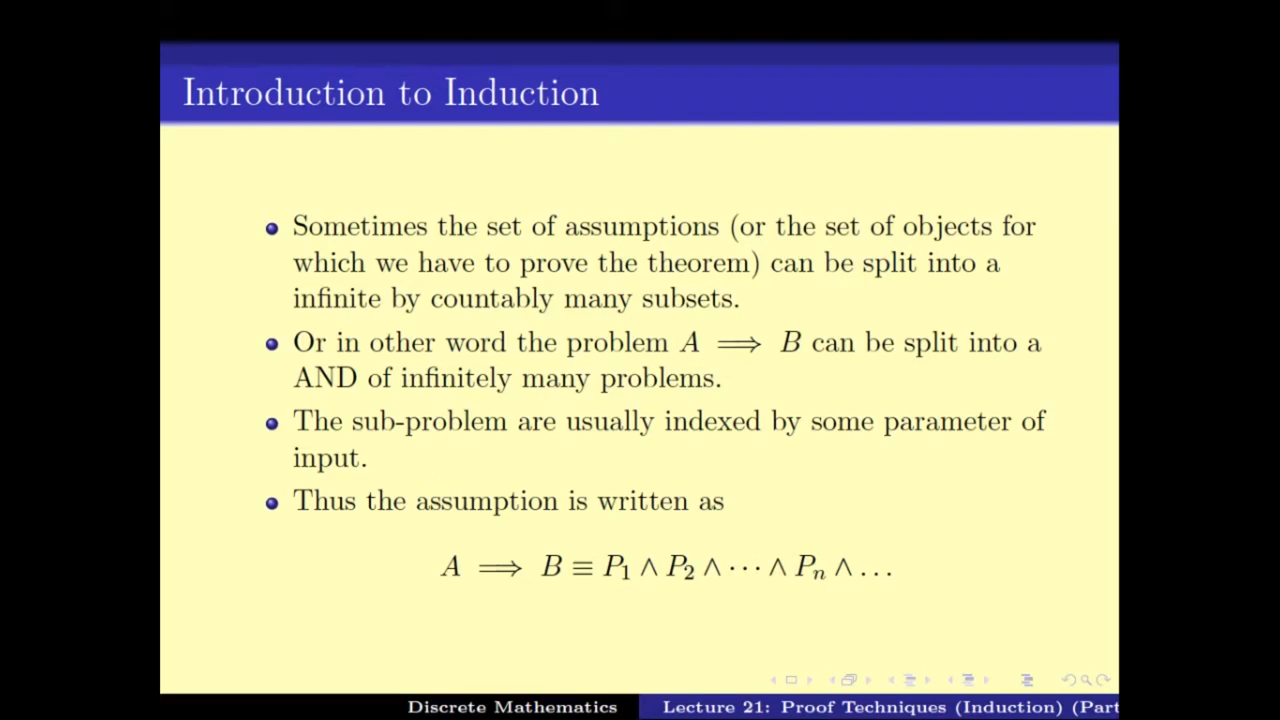 Introduction to Induction
Sometimes the set of assumptions (or the set of objects for
which we have to prove the theorem) can be split into a
infinite by countably many subsets.
Or in other word the problem A ⟹ B can be split into a
AND of infinitely many problems.
The sub-problem are usually indexed by some parameter of
input.
Thus the assumption is written as
A ⟹ B ≡ P₁ ∧ P₂ ∧ ⋯ ∧ Pₙ ∧ …
Discrete Mathematics
Lecture 21: Proof Techniques (Induction) (Part